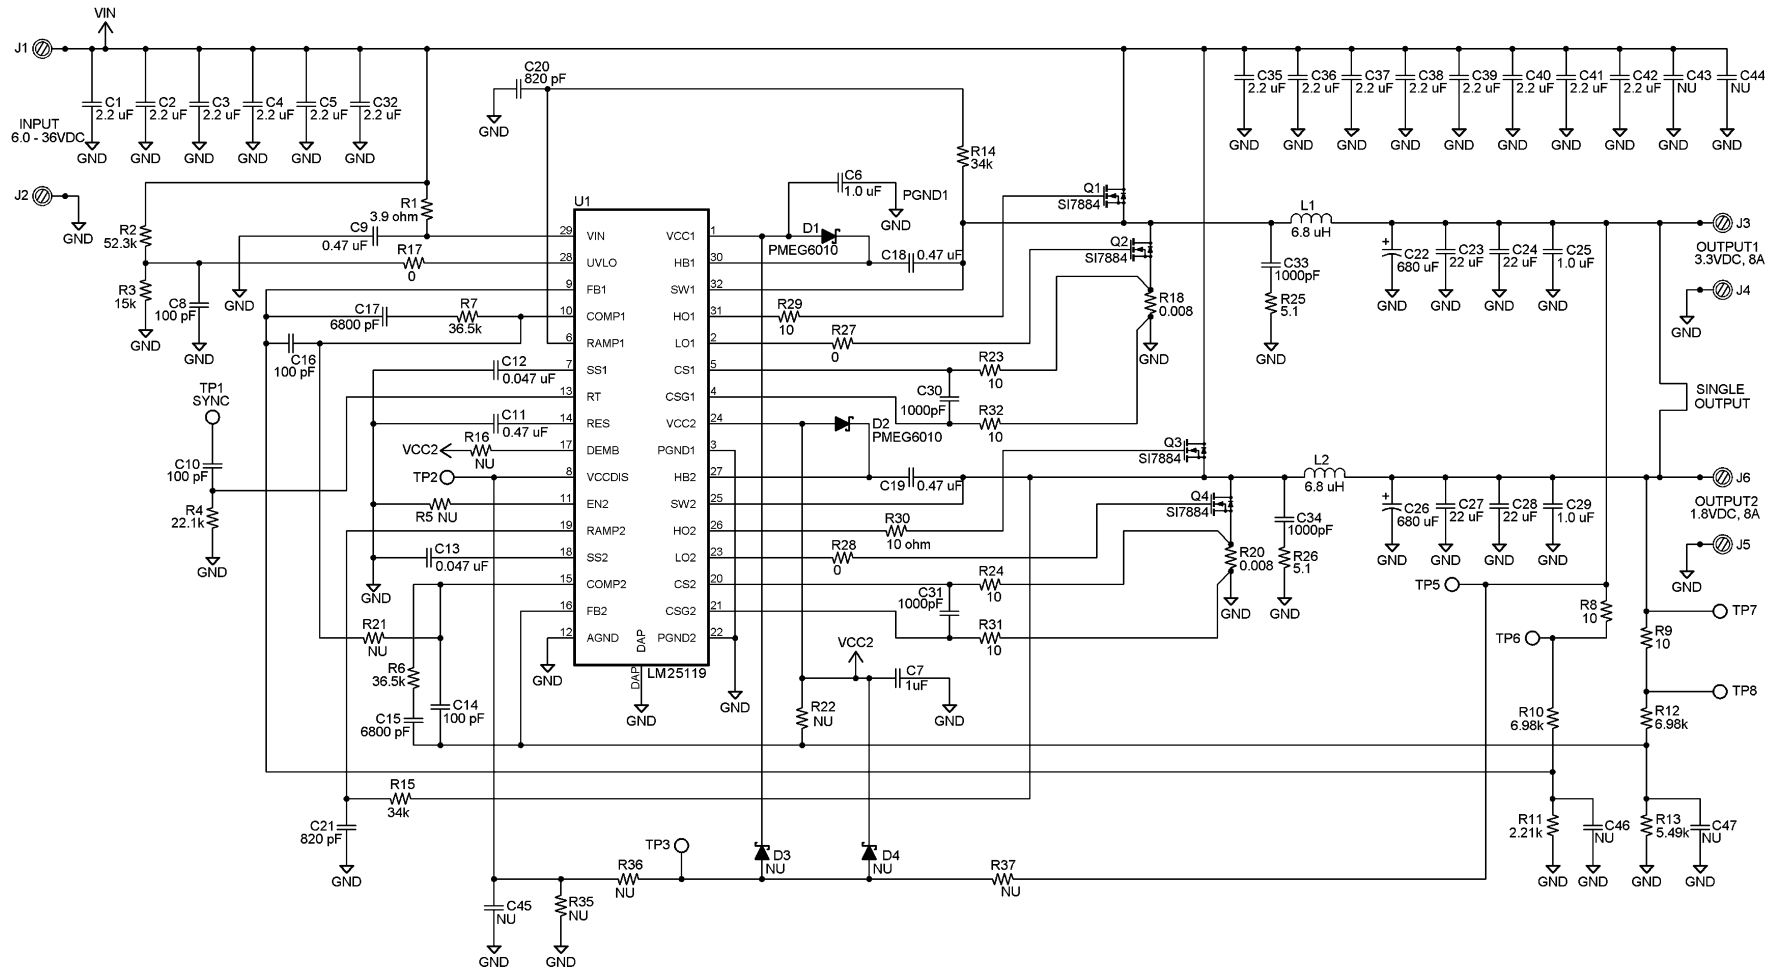 VIN
J1
INPUT
6.0 - 36VDC
J2
GND
C1
2.2 uF
GND
C2
2.2 uF
GND
C3
2.2 uF
GND
C4
2.2 uF
GND
C5
2.2 uF
GND
C32
2.2 uF
GND
C20
820 pF
GND
R14
34k
C35
2.2 uF
GND
C36
2.2 uF
GND
C37
2.2 uF
GND
C38
2.2 uF
GND
C39
2.2 uF
GND
C40
2.2 uF
GND
C41
2.2 uF
GND
C42
2.2 uF
GND
C43
NU
GND
C44
NU
GND
R1
3.9 ohm
R2
52.3k
C9
0.47 uF
GND
R17
0
R3
15k
GND
C8
100 pF
GND
C17
6800 pF
R7
36.5k
C16
100 pF
C12
0.047 uF
TP1
SYNC
C11
0.47 uF
VCC2
R16
NU
C10
100 pF
TP2
R5 NU
R4
22.1k
GND
C13
0.047 uF
GND
R21
NU
R6
36.5k
C15
6800 pF
C14
100 pF
R15
34k
C21
820 pF
GND
U1
29 VIN
28 UVLO
9 FB1
10 COMP1
6 RAMP1
7 SS1
13 RT
14 RES
17 DEMB
8 VCCDIS
11 EN2
19 RAMP2
18 SS2
15 COMP2
16 FB2
12 AGND
VCC1 1
HB1 30
SW1 32
HO1 31
LO1 2
CS1 5
CSG1 4
VCC2 24
PGND1 3
HB2 27
SW2 25
HO2 26
LO2 23
CS2 20
CSG2 21
PGND2 22
DAP
DAP
LM25119
GND
GND
GND
C6
1.0 uF
PGND1
GND
D1
PMEG6010
C18 0.47 uF
R29
10
R27
0
R23
10
C30
1000pF
R32
10
D2
PMEG6010
C19 0.47 uF
R30
10 ohm
R28
0
R24
10
C31
1000pF
R31
10
VCC2
C7
1uF
GND
R22
NU
Q1
SI7884
Q2
SI7884
R18
0.008
GND
Q3
SI7884
Q4
SI7884
R20
0.008
GND
C33
1000pF
R25
5.1
GND
L1
6.8 uH
C22
680 uF
GND
C23
22 uF
GND
C24
22 uF
GND
C25
1.0 uF
GND
J3
OUTPUT1
3.3VDC, 8A
J4
GND
SINGLE
OUTPUT
C34
1000pF
R26
5.1
GND
L2
6.8 uH
C26
680 uF
GND
C27
22 uF
GND
C28
22 uF
GND
C29
1.0 uF
GND
J6
OUTPUT2
1.8VDC, 8A
J5
GND
TP5
R8
10
TP6
TP7
R9
10
TP8
R10
6.98k
R12
6.98k
R11
2.21k
GND
C46
NU
GND
R13
5.49k
GND
C47
NU
GND
TP3
D3
NU
D4
NU
R36
NU
R37
NU
C45
NU
GND
R35
NU
GND
+
+